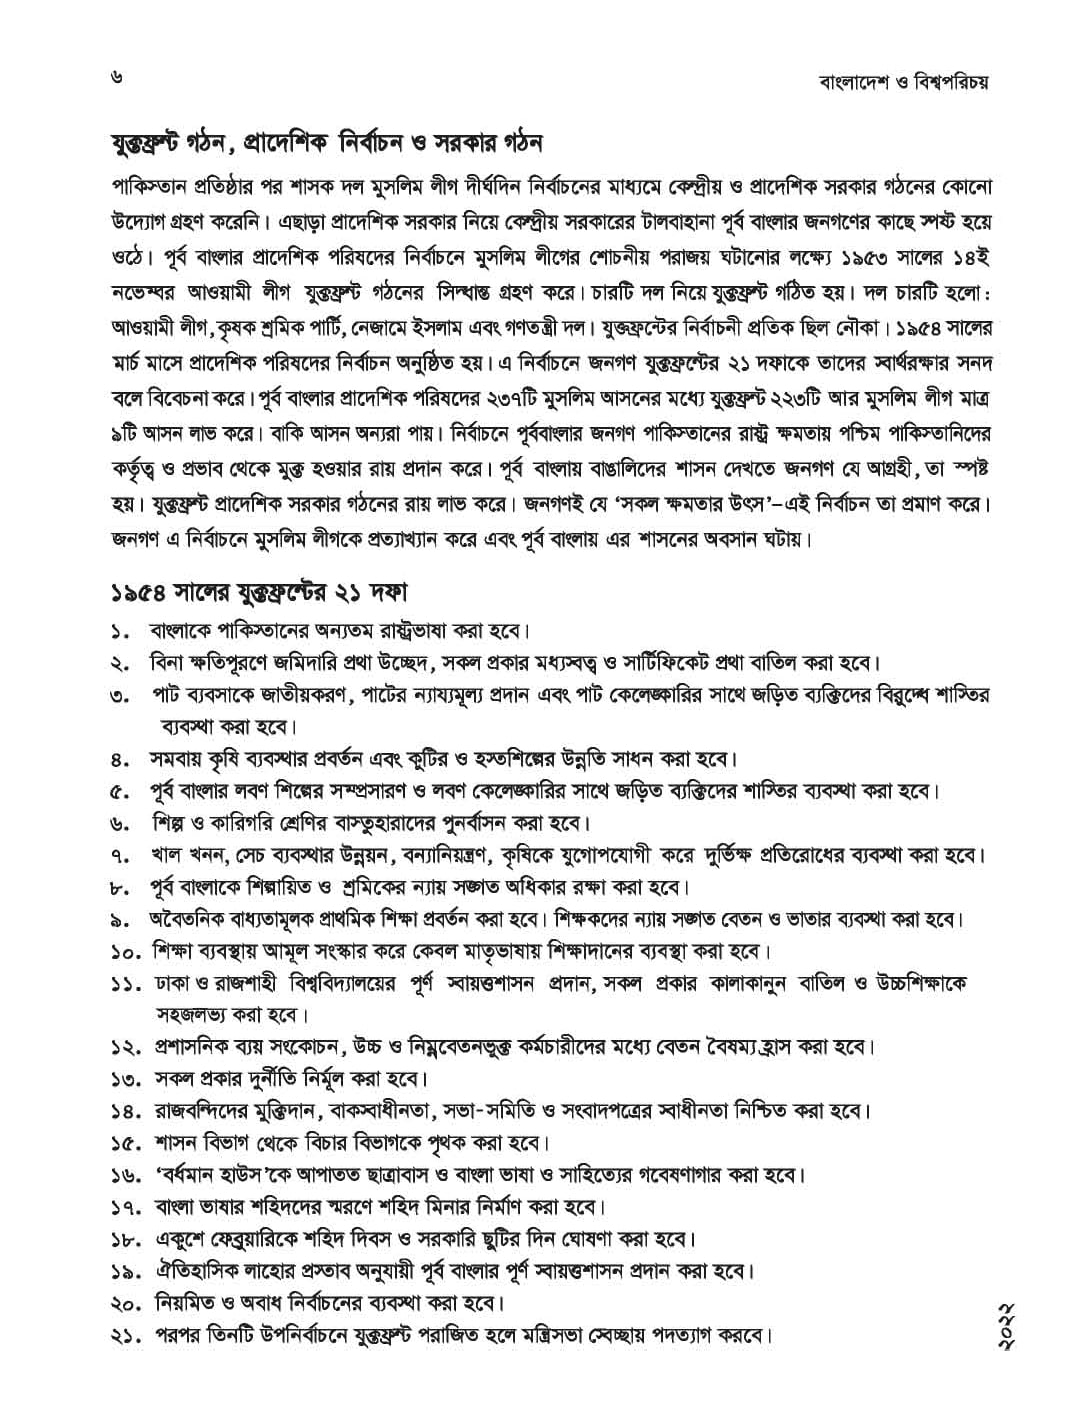 ৬
বাংলাদেশ ও বিশ্বপরিচয়
যুক্তফ্রন্ট গঠন, প্রাদেশিক নির্বাচন ও সরকার গঠন
পাকিস্তান প্রতিষ্ঠার পর শাসক দল মুসলিম লীগ দীর্ঘদিন নির্বাচনের মাধ্যমে কেন্দ্রীয় ও প্রাদেশিক সরকার গঠনের কোনো
উদ্যোগ গ্রহণ করেনি। এছাড়া প্রাদেশিক সরকার নিয়ে কেন্দ্রীয় সরকারের টালবাহানা পূর্ব বাংলার জনগণের কাছে স্পষ্ট হয়ে
ওঠে। পূর্ব বাংলার প্রাদেশিক পরিষদের নির্বাচনে মুসলিম লীগের শোচনীয় পরাজয় ঘটানোর লক্ষ্যে ১৯৫৩ সালের ১৪ই
নভেম্বর আওয়ামী লীগ যুক্তফ্রন্ট গঠনের সিদ্ধান্ত গ্রহণ করে। চারটি দল নিয়ে যুক্তফ্রন্ট গঠিত হয়। দল চারটি হলো :
আওয়ামী লীগ, কৃষক শ্রমিক পার্টি, নেজামে ইসলাম এবং গণতন্ত্রী দল। যুক্তফ্রন্টের নির্বাচনী প্রতিক ছিল নৌকা। ১৯৫৪ সালের
মার্চ মাসে প্রাদেশিক পরিষদের নির্বাচন অনুষ্ঠিত হয়। এ নির্বাচনে জনগণ যুক্তফ্রন্টের ২১ দফাকে তাদের স্বার্থরক্ষার সনদ
বলে বিবেচনা করে। পূর্ব বাংলার প্রাদেশিক পরিষদের ২৩৭টি মুসলিম আসনের মধ্যে যুক্তফ্রন্ট ২২৩টি আর মুসলিম লীগ মাত্র
৯টি আসন লাভ করে। বাকি আসন অন্যরা পায়। নির্বাচনে পূর্ববাংলার জনগণ পাকিস্তানের রাষ্ট্র ক্ষমতায় পশ্চিম পাকিস্তানিদের
কর্তৃত্ব ও প্রভাব থেকে মুক্ত হওয়ার রায় প্রদান করে। পূর্ব বাংলায় বাঙালিদের শাসন দেখতে জনগণ যে আগ্রহী, তা স্পষ্ট
হয়। যুক্তফ্রন্ট প্রাদেশিক সরকার গঠনের রায় লাভ করে। জনগণই যে ‘সকল ক্ষমতার উৎস’–এই নির্বাচন তা প্রমাণ করে।
জনগণ এ নির্বাচনে মুসলিম লীগকে প্রত্যাখ্যান করে এবং পূর্ব বাংলায় এর শাসনের অবসান ঘটায়।
১৯৫৪ সালের যুক্তফ্রন্টের ২১ দফা
১. বাংলাকে পাকিস্তানের অন্যতম রাষ্ট্রভাষা করা হবে।
২. বিনা ক্ষতিপূরণে জমিদারি প্রথা উচ্ছেদ, সকল প্রকার মধ্যস্বত্ব ও সার্টিফিকেট প্রথা বাতিল করা হবে।
৩. পাট ব্যবসাকে জাতীয়করণ, পাটের ন্যায্যমূল্য প্রদান এবং পাট কেলেঙ্কারির সাথে জড়িত ব্যক্তিদের বিরুদ্ধে শাস্তির
ব্যবস্থা করা হবে।
৪. সমবায় কৃষি ব্যবস্থার প্রবর্তন এবং কুটির ও হস্তশিল্পের উন্নতি সাধন করা হবে।
৫. পূর্ব বাংলার লবণ শিল্পের সম্প্রসারণ ও লবণ কেলেঙ্কারির সাথে জড়িত ব্যক্তিদের শাস্তির ব্যবস্থা করা হবে।
৬. শিল্প ও কারিগরি শ্রেণির বাস্তুহারাদের পুনর্বাসন করা হবে।
৭. খাল খনন, সেচ ব্যবস্থার উন্নয়ন, বন্যানিয়ন্ত্রণ, কৃষিকে যুগোপযোগী করে দুর্ভিক্ষ প্রতিরোধের ব্যবস্থা করা হবে।
৮. পূর্ব বাংলাকে শিল্পায়িত ও শ্রমিকের ন্যায় সঙ্গত অধিকার রক্ষা করা হবে।
৯. অবৈতনিক বাধ্যতামূলক প্রাথমিক শিক্ষা প্রবর্তন করা হবে। শিক্ষকদের ন্যায় সঙ্গত বেতন ও ভাতার ব্যবস্থা করা হবে।
১০. শিক্ষা ব্যবস্থায় আমূল সংস্কার করে কেবল মাতৃভাষায় শিক্ষাদানের ব্যবস্থা করা হবে।
১১. ঢাকা ও রাজশাহী বিশ্ববিদ্যালয়ের পূর্ণ স্বায়ত্তশাসন প্রদান, সকল প্রকার কালাকানুন বাতিল ও উচ্চশিক্ষাকে
সহজলভ্য করা হবে।
১২. প্রশাসনিক ব্যয় সংকোচন, উচ্চ ও নিম্নবেতনভুক্ত কর্মচারীদের মধ্যে বেতন বৈষম্য হ্রাস করা হবে।
১৩. সকল প্রকার দুর্নীতি নির্মূল করা হবে।
১৪. রাজবন্দিদের মুক্তিদান, বাকস্বাধীনতা, সভা-সমিতি ও সংবাদপত্রের স্বাধীনতা নিশ্চিত করা হবে।
১৫. শাসন বিভাগ থেকে বিচার বিভাগকে পৃথক করা হবে।
১৬. ‘বর্ধমান হাউস’কে আপাতত ছাত্রাবাস ও বাংলা ভাষা ও সাহিত্যের গবেষণাগার করা হবে।
১৭. বাংলা ভাষার শহিদদের স্মরণে শহিদ মিনার নির্মাণ করা হবে।
১৮. একুশে ফেব্রুয়ারিকে শহিদ দিবস ও সরকারি ছুটির দিন ঘোষণা করা হবে।
১৯. ঐতিহাসিক লাহোর প্রস্তাব অনুযায়ী পূর্ব বাংলার পূর্ণ স্বায়ত্তশাসন প্রদান করা হবে।
২০. নিয়মিত ও অবাধ নির্বাচনের ব্যবস্থা করা হবে।
২১. পরপর তিনটি উপনির্বাচনে যুক্তফ্রন্ট পরাজিত হলে মন্ত্রিসভা স্বেচ্ছায় পদত্যাগ করবে।
২০২২